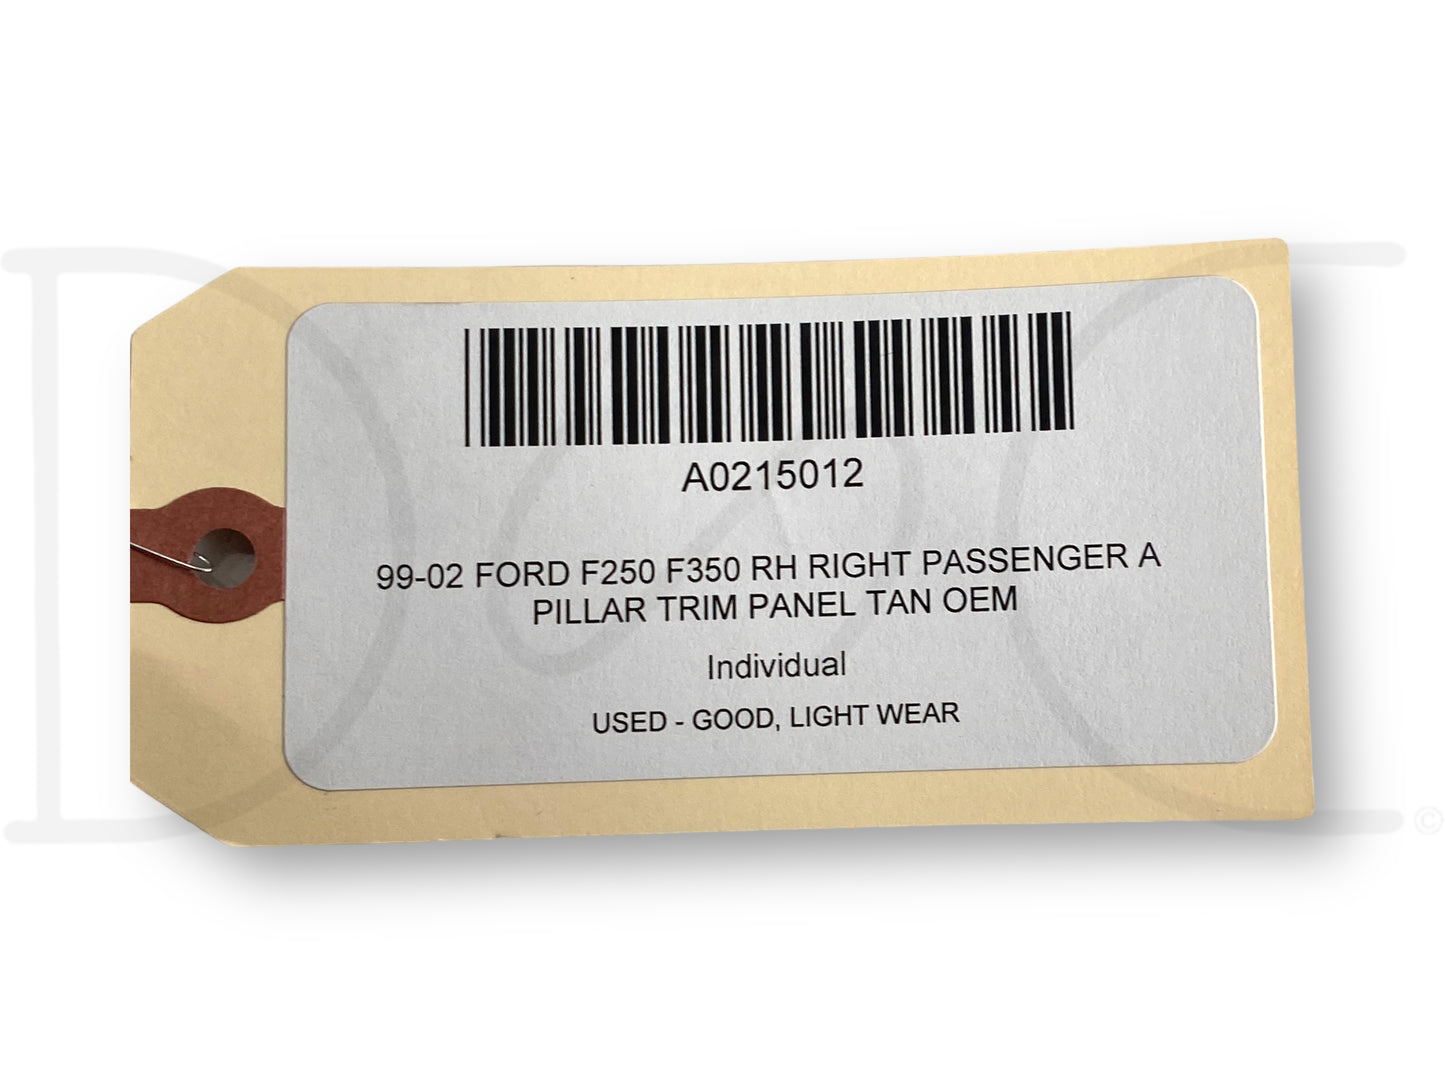 A0215012
99-02 FORD F250 F350 RH RIGHT PASSENGER A
PILLAR TRIM PANEL TAN OEM
Individual
USED - GOOD, LIGHT WEAR
©